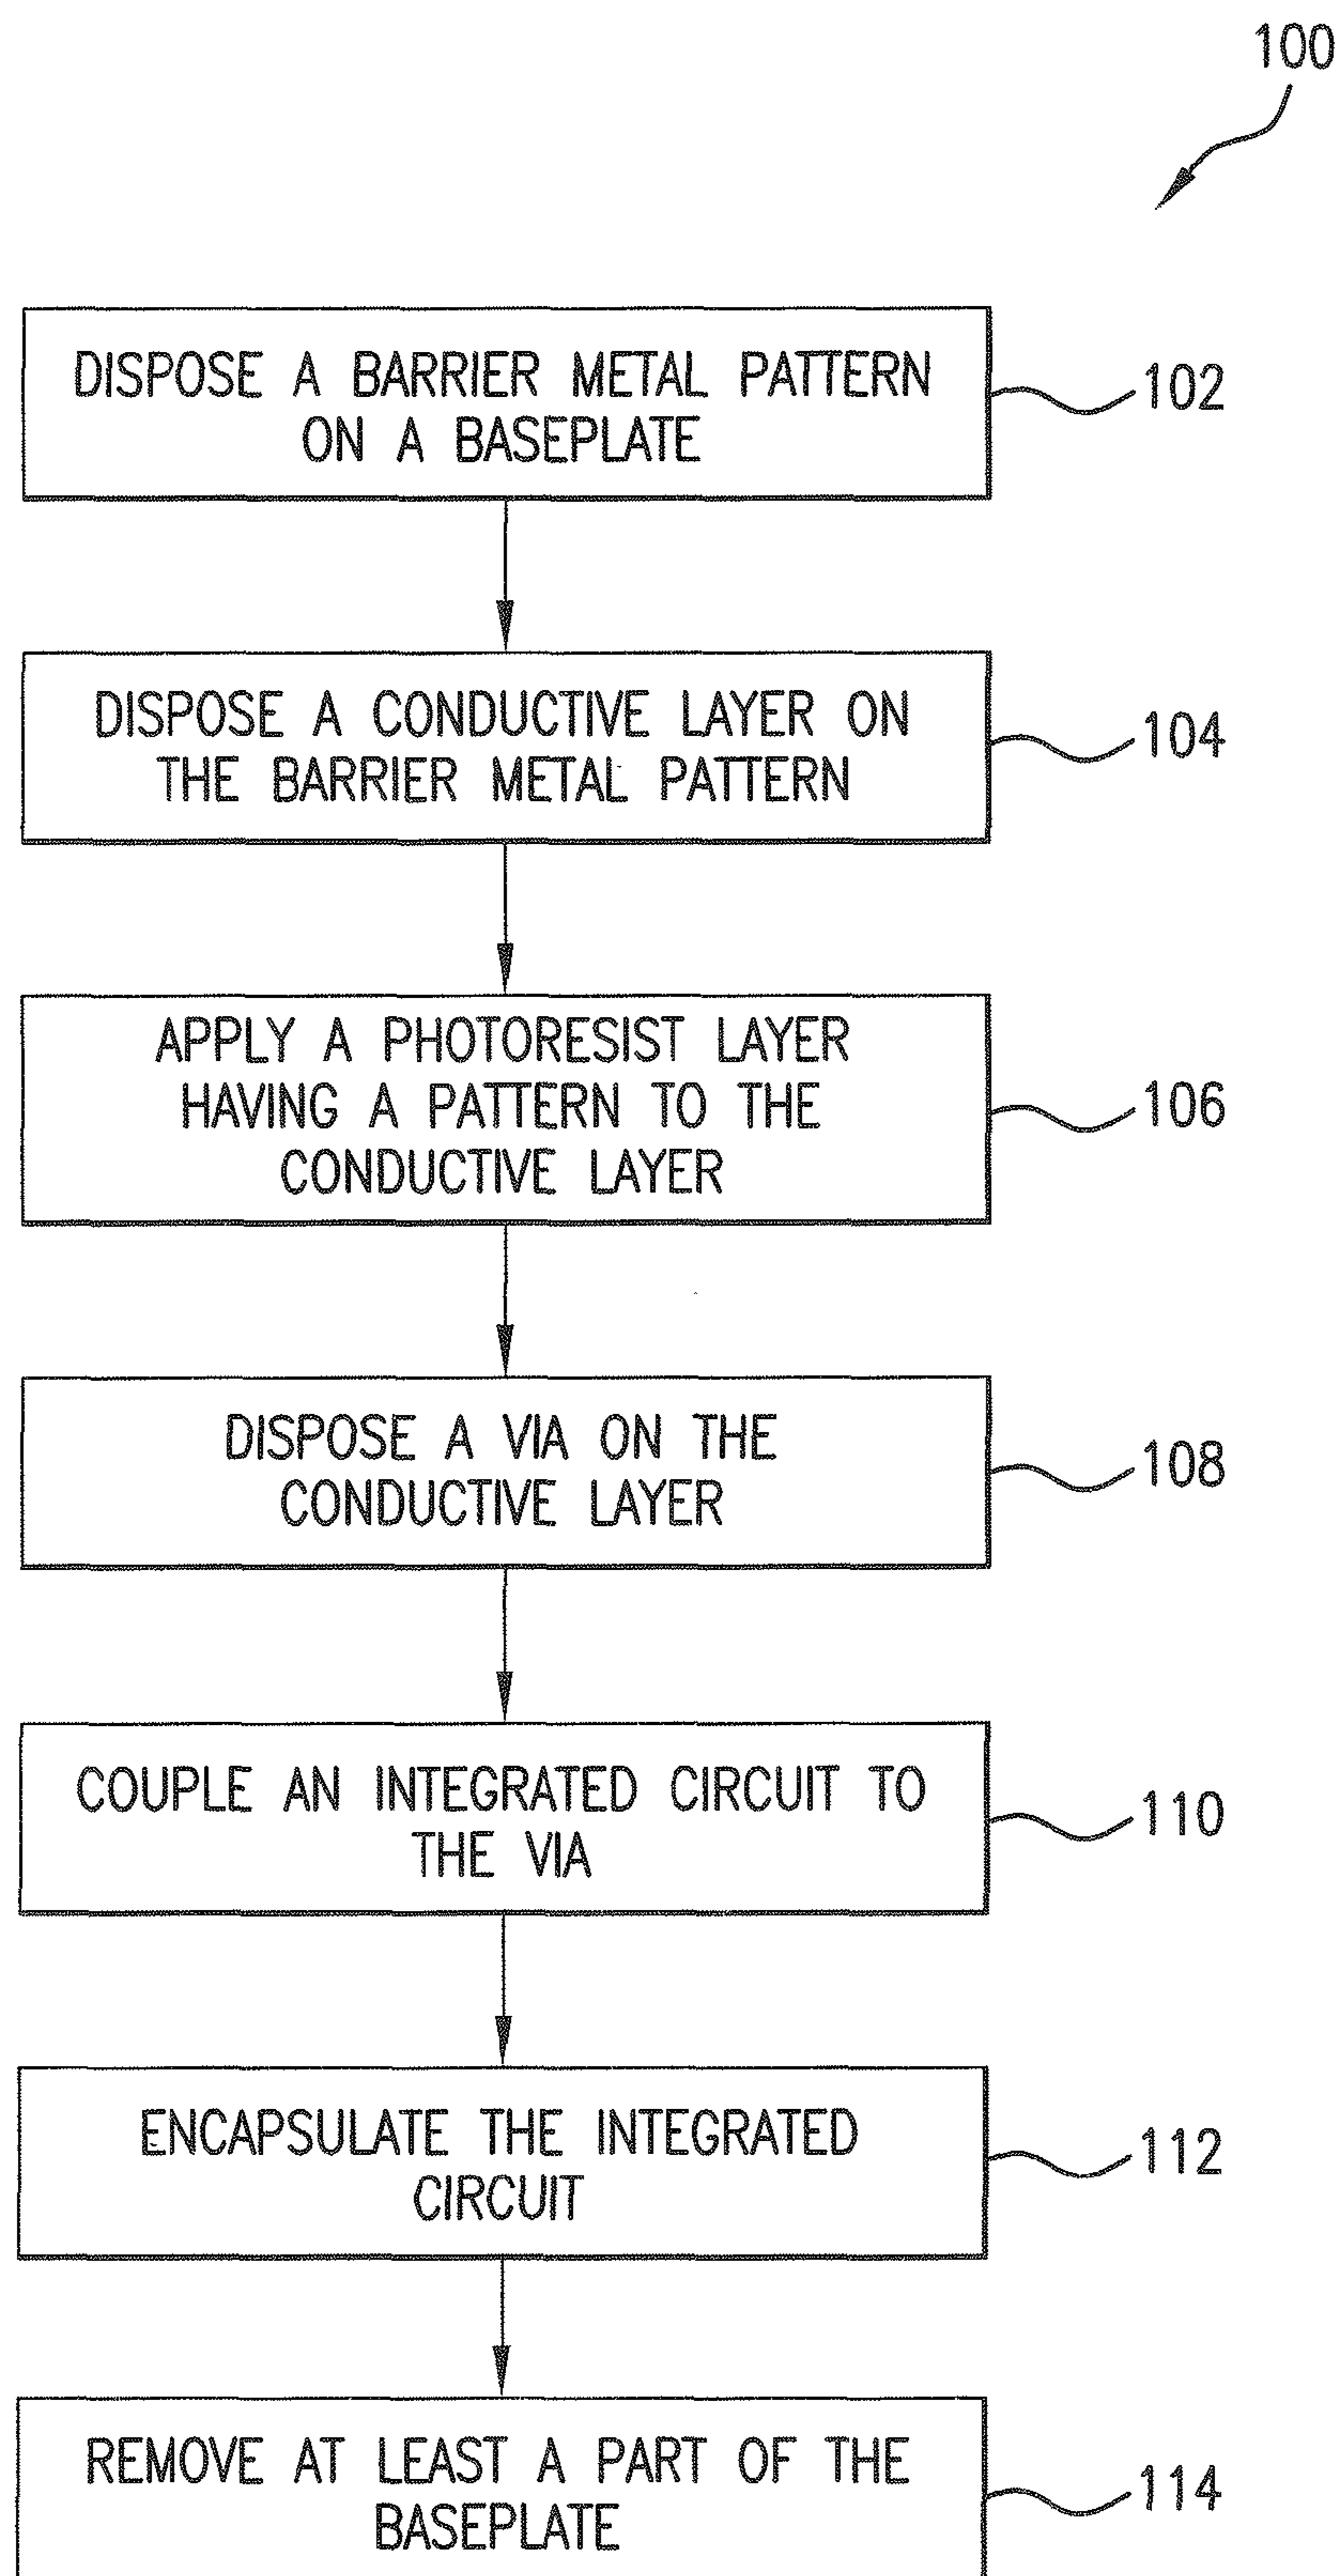 100
DISPOSE A BARRIER METAL PATTERN
ON A BASEPLATE
102
DISPOSE A CONDUCTIVE LAYER ON
THE BARRIER METAL PATTERN
104
APPLY A PHOTORESIST LAYER
HAVING A PATTERN TO THE
CONDUCTIVE LAYER
106
DISPOSE A VIA ON THE
CONDUCTIVE LAYER
108
COUPLE AN INTEGRATED CIRCUIT TO
THE VIA
110
ENCAPSULATE THE INTEGRATED
CIRCUIT
112
REMOVE AT LEAST A PART OF THE
BASEPLATE
114